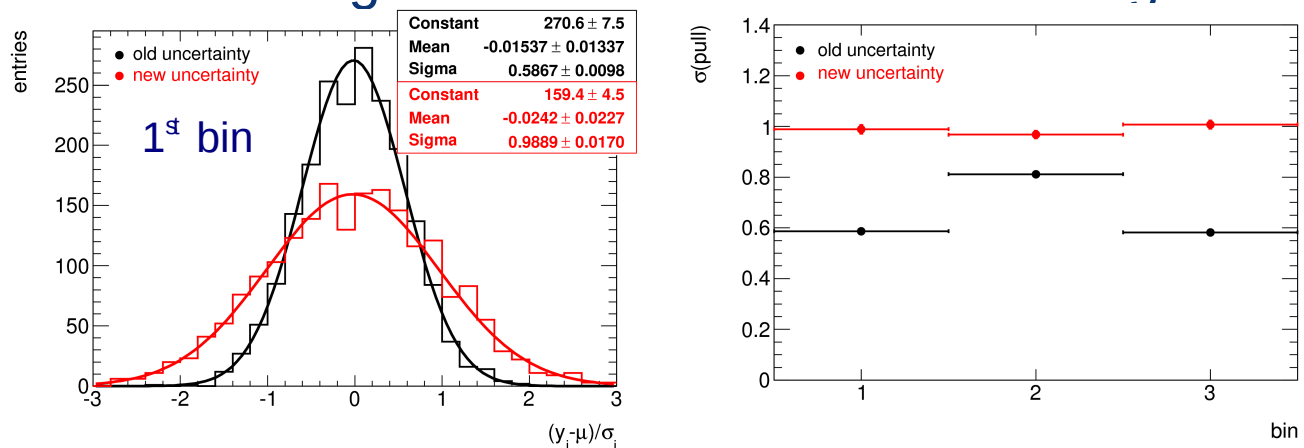 entries
old uncertainty
new uncertainty
1st bin
Constant 270.6 ± 7.5
Mean -0.01537 ± 0.01337
Sigma 0.5867 ± 0.0098
Constant 159.4 ± 4.5
Mean -0.0242 ± 0.0227
Sigma 0.9889 ± 0.0170
250
200
150
100
50
0
-3 -2 -1 0 1 2 3
(yi-μ)/σi
σ(pull)
old uncertainty
new uncertainty
1.4
1.2
1
0.8
0.6
0.4
0.2
0
1 2 3
bin